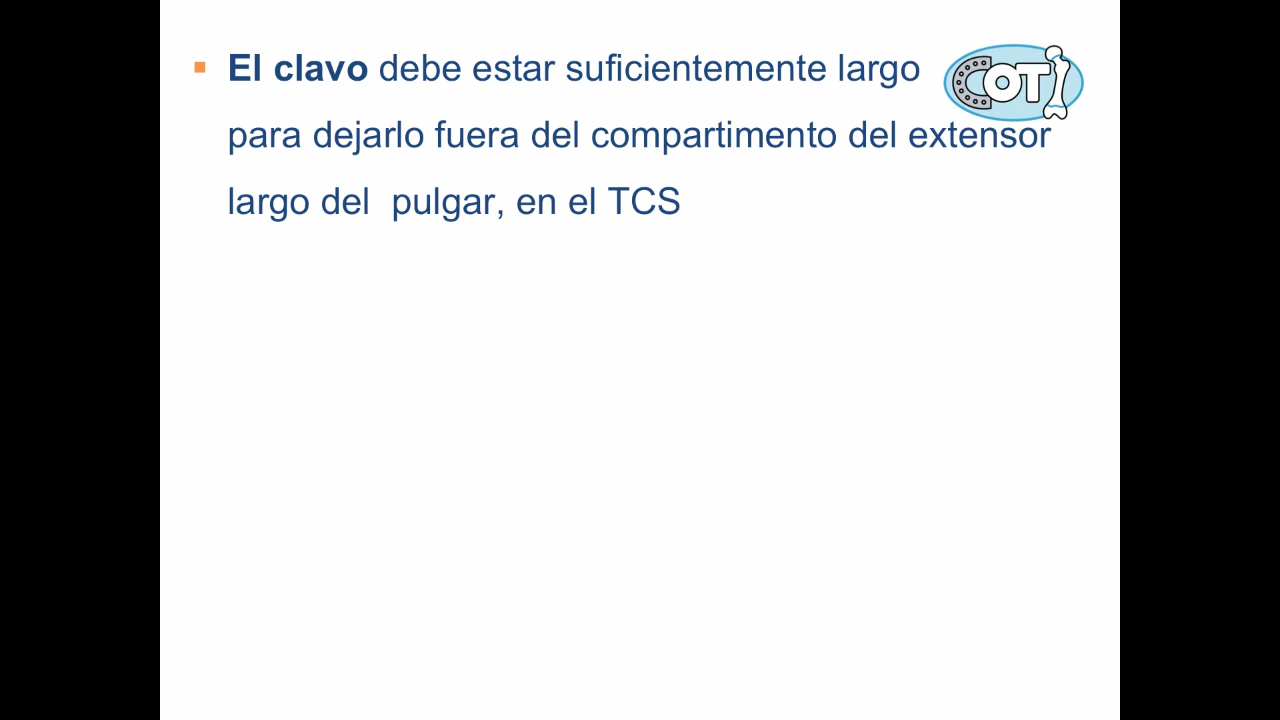 El clavo debe estar suficientemente largo
COTI
para dejarlo fuera del compartimento del extensor
largo del  pulgar, en el TCS